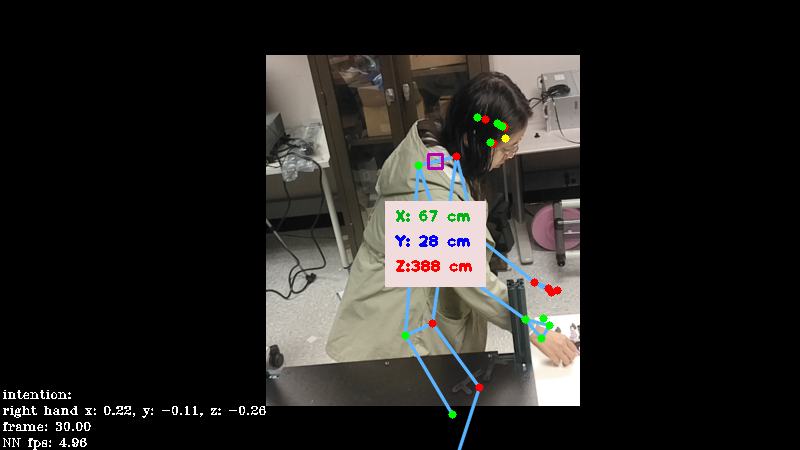 X: 67 cm
Y: 28 cm
Z:388 cm
intention:
right hand x: 0.22, y: -0.11, z: -0.26
frame: 30.00
NN fps: 4.96